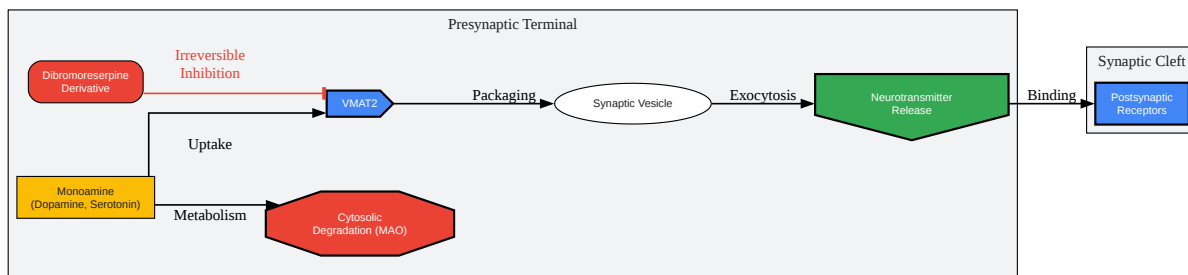 Presynaptic Terminal
Dibromoreserpine
Derivative
Irreversible
Inhibition
VMAT2
Packaging
Synaptic Vesicle
Exocytosis
Neurotransmitter
Release
Binding
Synaptic Cleft
Postsynaptic
Receptors
Uptake
Monoamine
(Dopamine, Serotonin)
Metabolism
Cytosolic
Degradation (MAO)